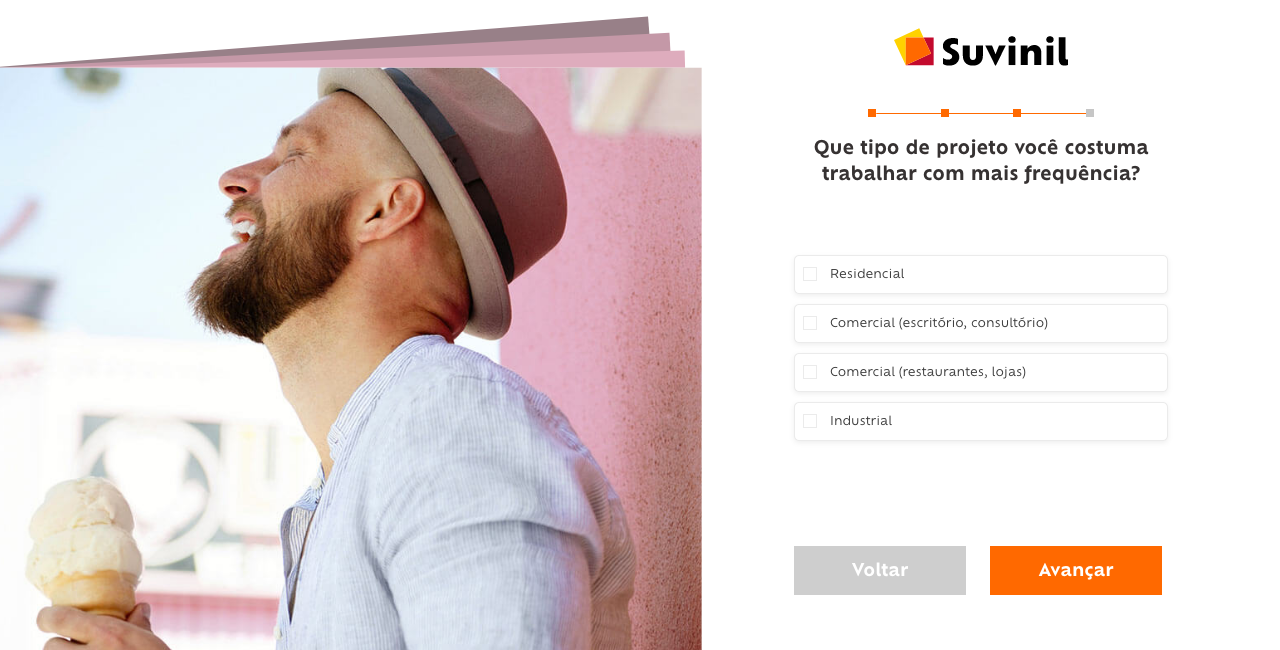 Suvinil
Que tipo de projeto você costuma
trabalhar com mais frequência?
Residencial
Comercial (escritório, consultório)
Comercial (restaurantes, lojas)
Industrial
Voltar
Avançar